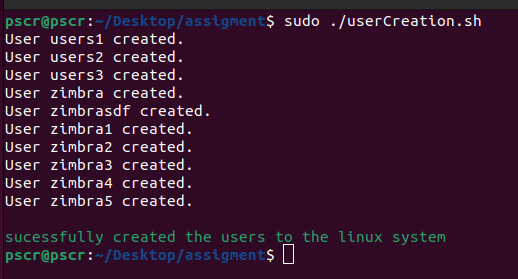 pscr@pscr:~/Desktop/assigment$ sudo ./userCreation.sh
User users1 created.
User users2 created.
User users3 created.
User zimbra created.
User zimbrasdf created.
User zimbra1 created.
User zimbra2 created.
User zimbra3 created.
User zimbra4 created.
User zimbra5 created.
sucessfully created the users to the linux system
pscr@pscr:~/Desktop/assigment$